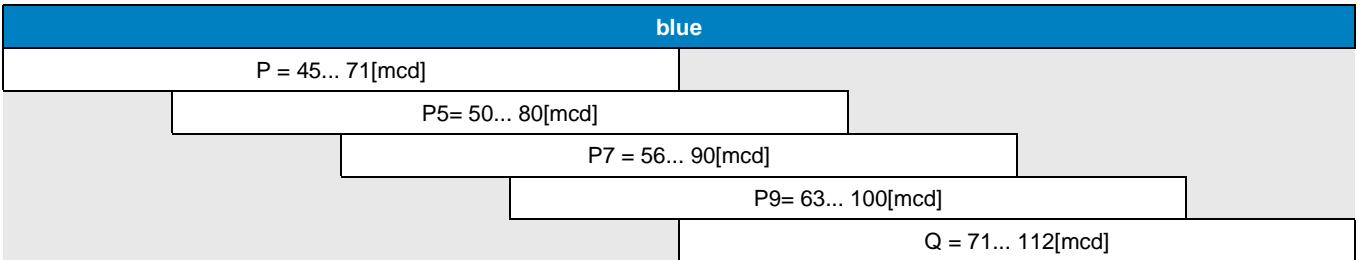 blue
P = 45... 71[mcd]
P5= 50... 80[mcd]
P7 = 56... 90[mcd]
P9= 63... 100[mcd]
Q = 71... 112[mcd]